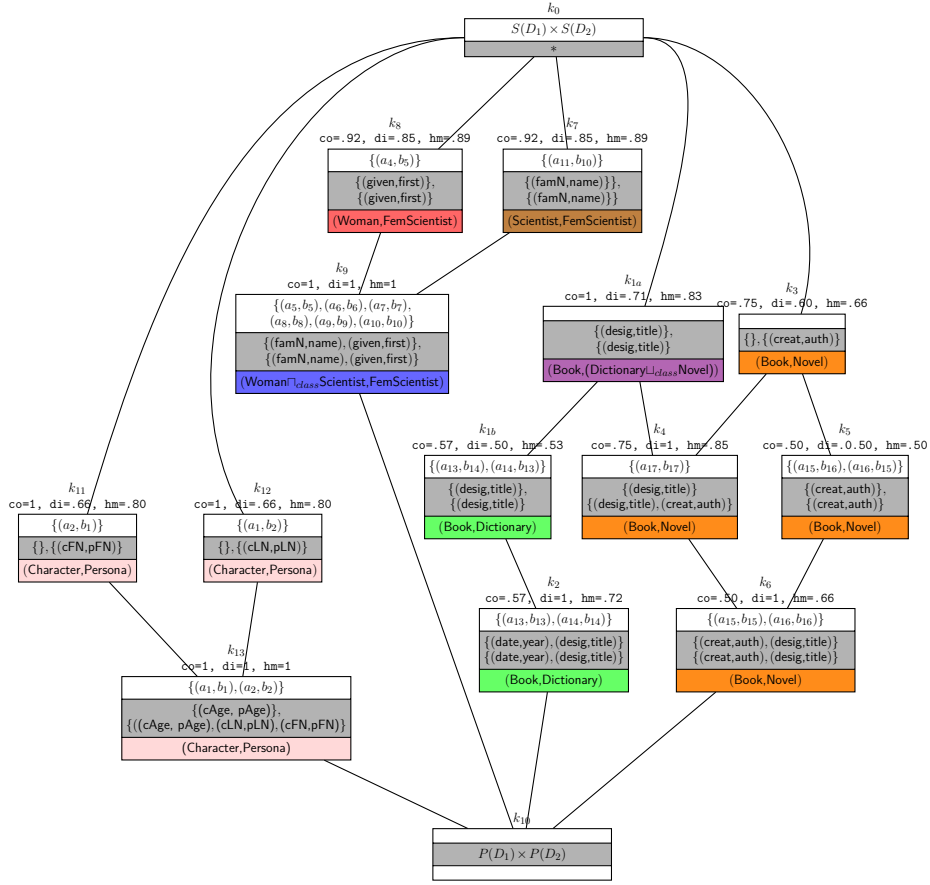 k₀
S(D₁)×S(D₂)
*
k₈
co=.92, di=.85, hm=.89
{(a₄,b₅)}
{(given,first)},
{(given,first)}
(Woman,FemScientist)
k₇
co=.92, di=.85, hm=.89
{(a₁₁,b₁₀)}
{(famN,name)}},
{(famN,name)}}
(Scientist,FemScientist)
k₉
co=1, di=1, hm=1
{(a₅,b₅),(a₆,b₆),(a₇,b₇),
(a₈,b₈),(a₉,b₉),(a₁₀,b₁₀)}
{(famN,name),(given,first)},
{(famN,name),(given,first)}
(Woman⊓class Scientist,FemScientist)
k₁ₐ
co=1, di=.71, hm=.83
{(desig,title)},
{(desig,title)}
(Book,(Dictionary⊔class Novel))
k₃
co=.75, di=.60, hm=.66
{},{(creat,auth)}
(Book,Novel)
k₁b
co=.57, di=.50, hm=.53
{(a₁₃,b₁₄),(a₁₄,b₁₃)}
{(desig,title)},
{(desig,title)}
(Book,Dictionary)
k₄
co=.75, di=1, hm=.85
{(a₁₇,b₁₇)}
{(desig,title)}
{(desig,title),(creat,auth)}
(Book,Novel)
k₅
co=.50, di=.0.50, hm=.50
{(a₁₅,b₁₆),(a₁₆,b₁₅)}
{(creat,auth)},
{(creat,auth)}
(Book,Novel)
k₁₁
co=1, di=.66, hm=.80
{(a₂,b₁)}
{},{(cFN,pFN)}
(Character,Persona)
k₁₂
co=1, di=.66, hm=.80
{(a₁,b₂)}
{},{(cLN,pLN)}
(Character,Persona)
k₂
co=.57, di=1, hm=.72
{(a₁₃,b₁₃),(a₁₄,b₁₄)}
{(date,year),(desig,title)}
{(date,year),(desig,title)}
(Book,Dictionary)
k₆
co=.50, di=1, hm=.66
{(a₁₅,b₁₅),(a₁₆,b₁₆)}
{(creat,auth),(desig,title)}
{(creat,auth),(desig,title)}
(Book,Novel)
k₁₃
co=1, di=1, hm=1
{(a₁,b₁),(a₂,b₂)}
{(cAge, pAge)},
{((cAge, pAge),(cLN,pLN),(cFN,pFN)}
(Character,Persona)
k₁₀
P(D₁)×P(D₂)